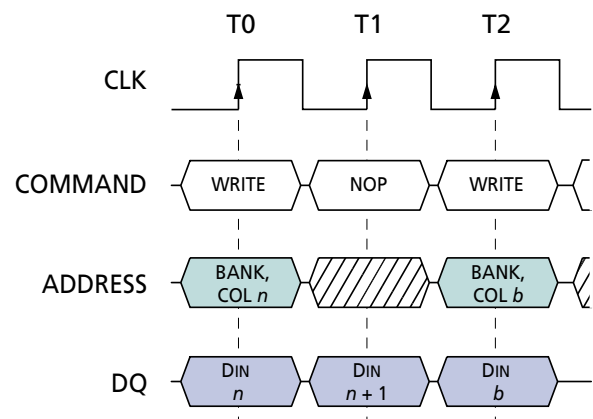 T0 T1 T2
CLK
COMMAND WRITE NOP WRITE
ADDRESS BANK, COL n BANK, COL b
DQ DIN n DIN n + 1 DIN b